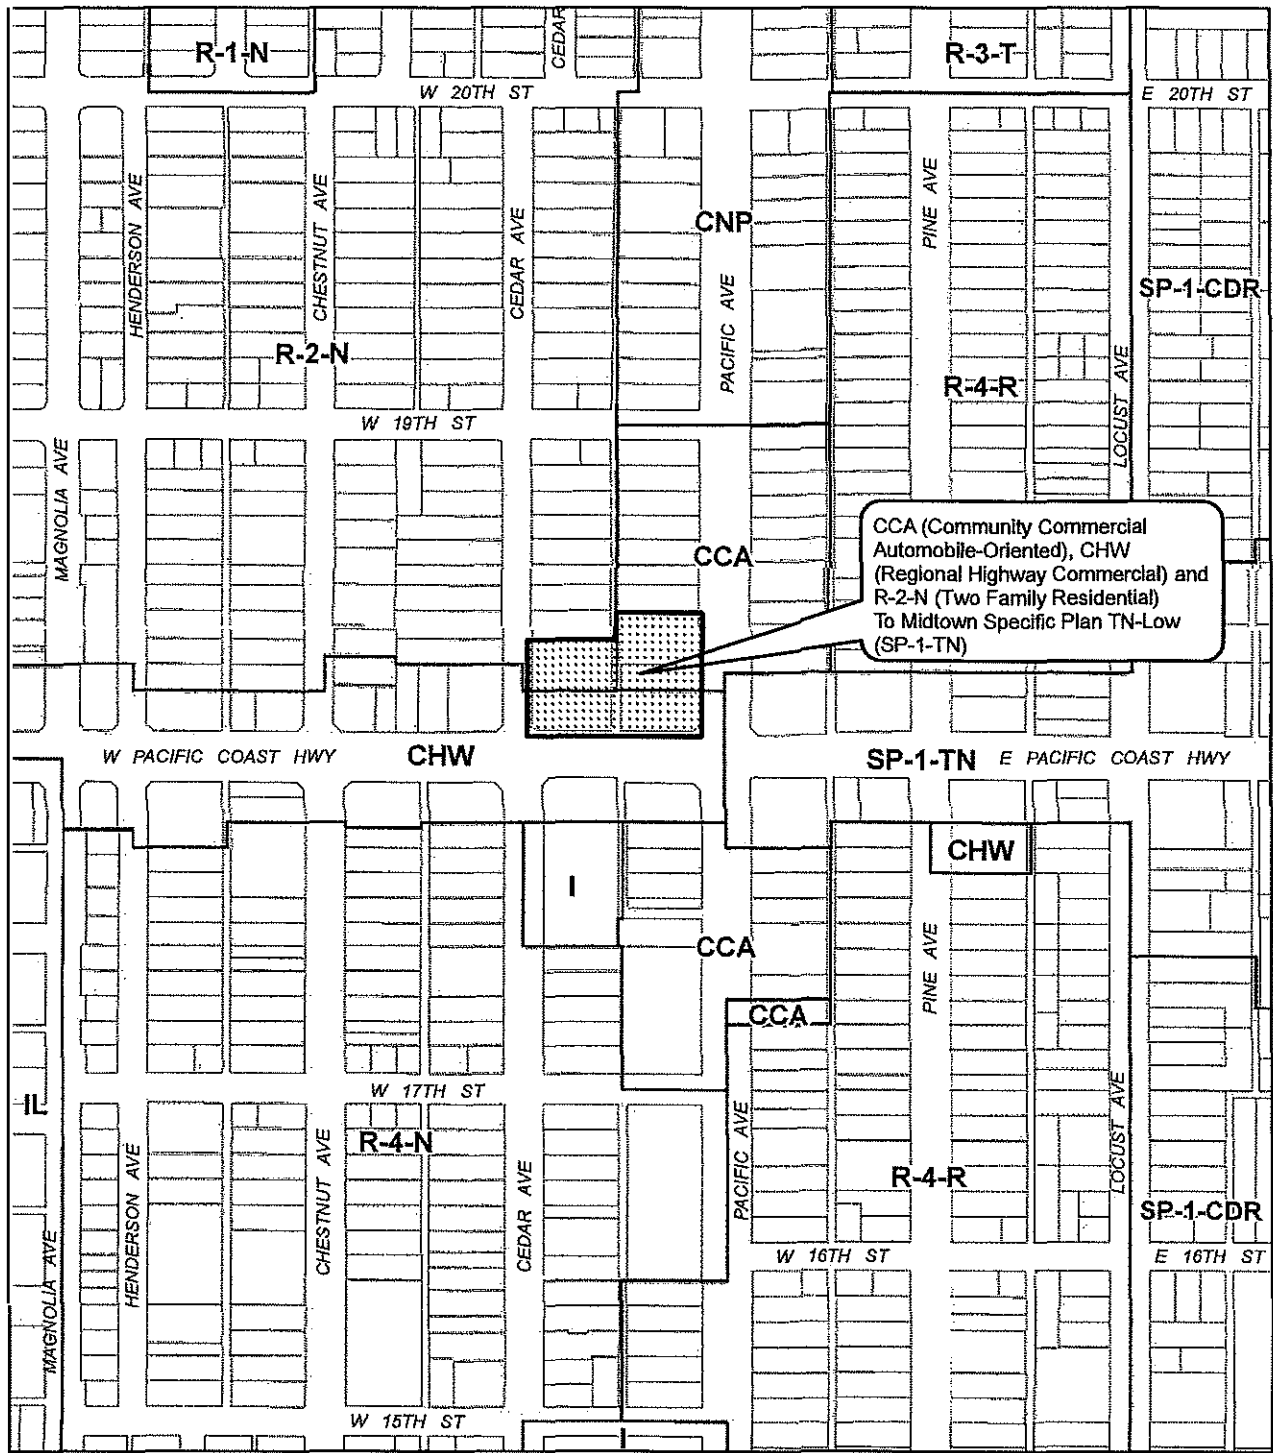 R-1-N
CEDAR
R-3-T
W 20TH ST
E 20TH ST
HENDERSON AVE
CHESTNUT AVE
CEDAR AVE
CNP
PACIFIC AVE
PINE AVE
SP-1-CDR
R-2-N
R-4-R
LOCUST AVE
W 19TH ST
MAGNOLIA AVE
CCA
CCA (Community Commercial
Automobile-Oriented), CHW
(Regional Highway Commercial) and
R-2-N (Two Family Residential)
To Midtown Specific Plan TN-Low
(SP-1-TN)
W PACIFIC COAST HWY
CHW
SP-1-TN
E PACIFIC COAST HWY
CHW
I
CCA
PINE AVE
CCA
W 17TH ST
IL
R-4-N
HENDERSON AVE
CHESTNUT AVE
CEDAR AVE
PACIFIC AVE
LOCUST AVE
R-4-R
SP-1-CDR
W 16TH ST
E 16TH ST
MAGNOLIA AVE
W 15TH ST
I